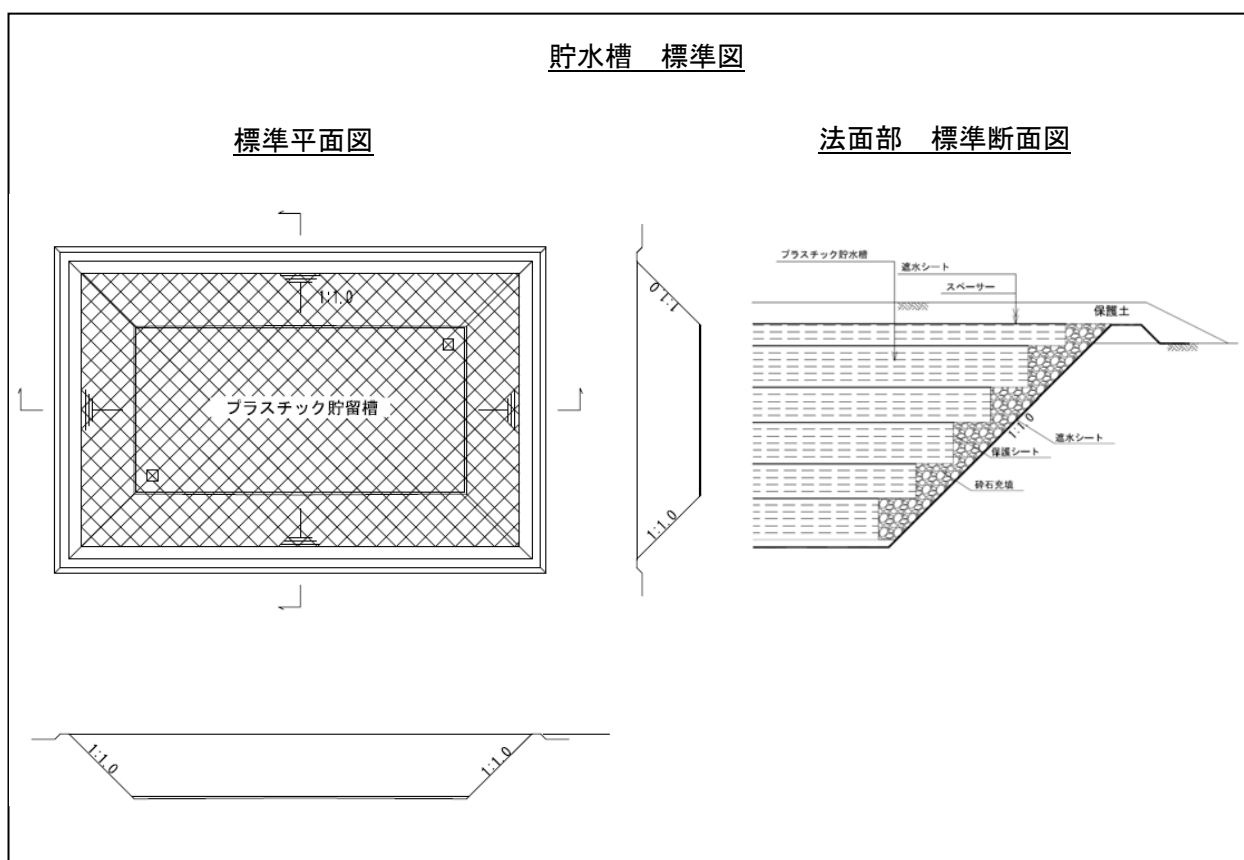 貯水槽　標準図
標準平面図
法面部　標準断面図
1:1.0
プラスチック貯留槽
1:1.0
1:1.0
1:1.0
1:1.0
プラスチック貯水槽
遮水シート
スペーサー
保護土
1:1.0
遮水シート
保護シート
砕石充填